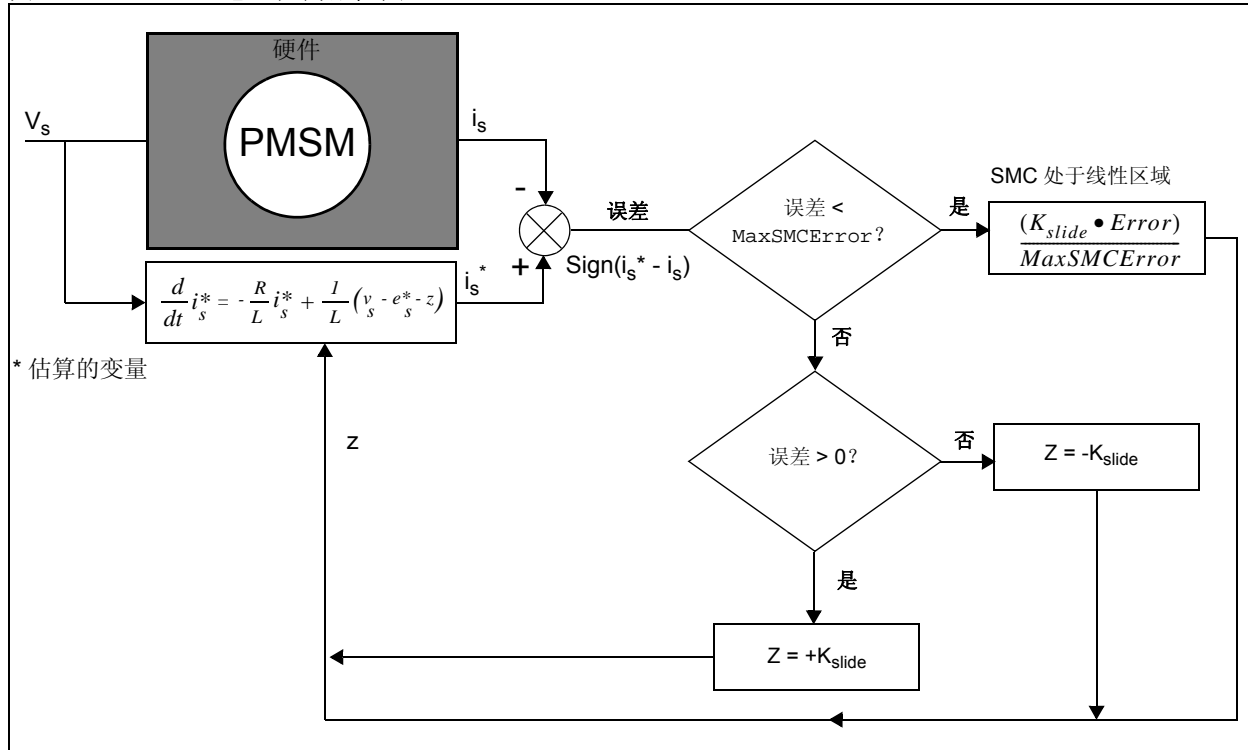 硬件
PMSM
V_s
i_s
-
+
误差
Sign(i_s* - i_s)
i_s*
d/dt i_s* = - R/L i_s* + 1/L (v_s - e_s* - z)
* 估算的变量
误差 <
MaxSMCError?
是
SMC 处于线性区域
(K_slide • Error)
MaxSMCError
否
误差 > 0?
否
Z = -K_slide
是
Z = +K_slide
z